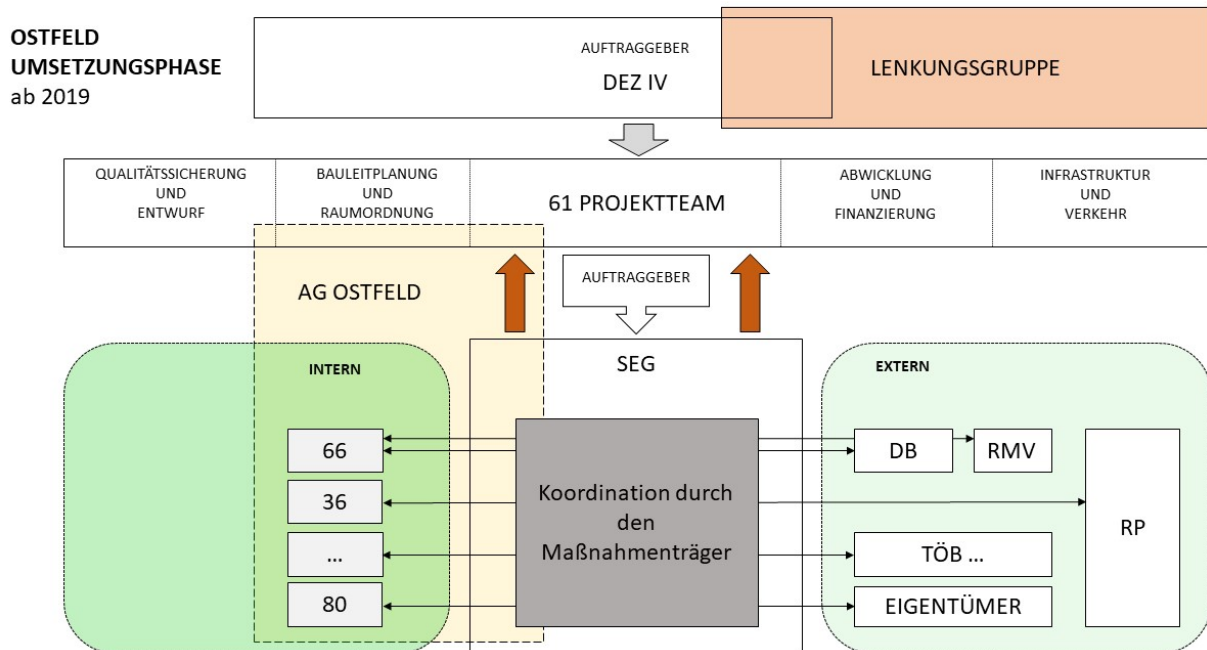 OSTFELD
UMSETZUNGSPHASE
ab 2019
AUFTRAGGEBER
DEZ IV
LENKUNGSGRUPPE
QUALITÄTSSICHERUNG
UND
ENTWURF
BAULEITPLANUNG
UND
RAUMORDNUNG
61 PROJEKTTEAM
ABWICKLUNG
UND
FINANZIERUNG
INFRASTRUKTUR
UND
VERKEHR
AG OSTFELD
AUFTRAGGEBER
INTERN
SEG
EXTERN
66
36
...
80
Koordination durch
den
Maßnahmenträger
DB
RMV
RP
TÖB ...
EIGENTÜMER